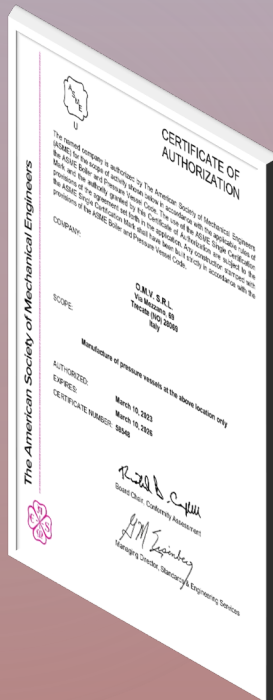 The American Society of Mechanical Engineers
ASME
U
CERTIFICATE OF
AUTHORIZATION
The named company is authorized by The American Society of Mechanical Engineers
(ASME) for the scope of activity shown below in accordance with the applicable rules of
the ASME Boiler and Pressure Vessel Code. The use of the ASME Single Certification
Mark and the authority granted by this Certificate of Authorization are subject to the
provisions of the agreement set forth in the application. Any construction stamped with
the ASME Single Certification Mark shall have been built strictly in accordance with the
provisions of the ASME Boiler and Pressure Vessel Code.
COMPANY:
O.M.V. S.R.L.
Via Mezzano, 69
Trecate (NO) 28069
Italy
SCOPE:
Manufacture of pressure vessels at the above location only
AUTHORIZED: March 10, 2023
EXPIRES: March 10, 2026
CERTIFICATE NUMBER: 58548
Board Chair, Conformity Assessment
Managing Director, Standards & Engineering Services